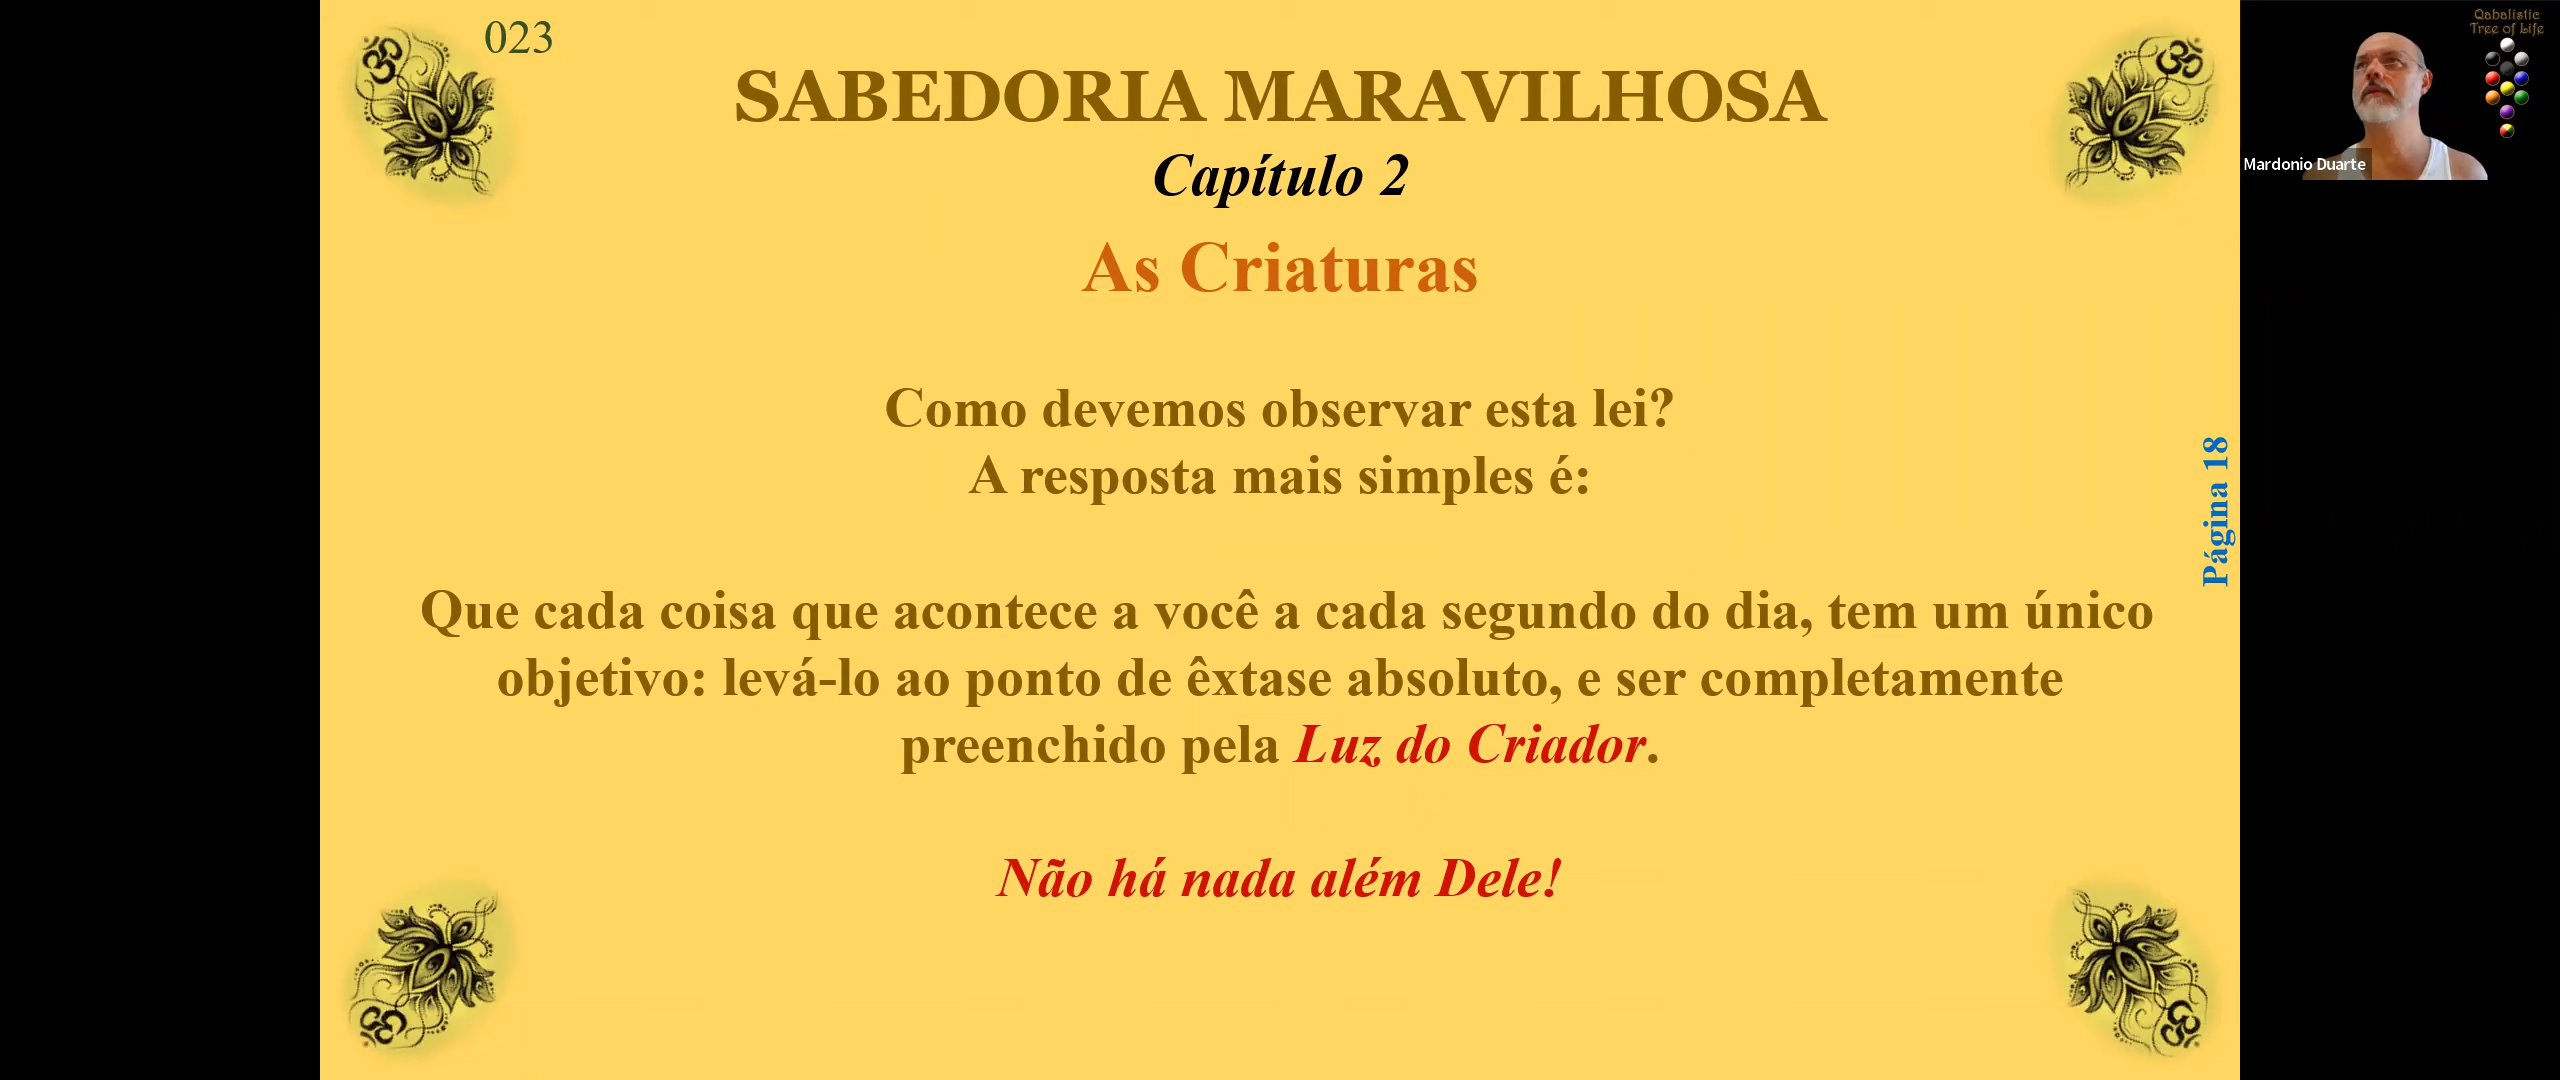 023
SABEDORIA MARAVILHOSA
Capítulo 2
As Criaturas
Como devemos observar esta lei?
A resposta mais simples é:
Que cada coisa que acontece a você a cada segundo do dia, tem um único
objetivo: levá-lo ao ponto de êxtase absoluto, e ser completamente
preenchido pela Luz do Criador.
Não há nada além Dele!
Página 18
Qabalistic
Tree of Life
Mardonio Duarte
ॐ
ॐ
ॐ
ॐ